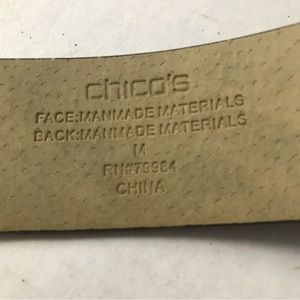 chico's
FACE:MANMADE MATERIALS
BACK:MANMADE MATERIALS
M
RN#79984
CHINA